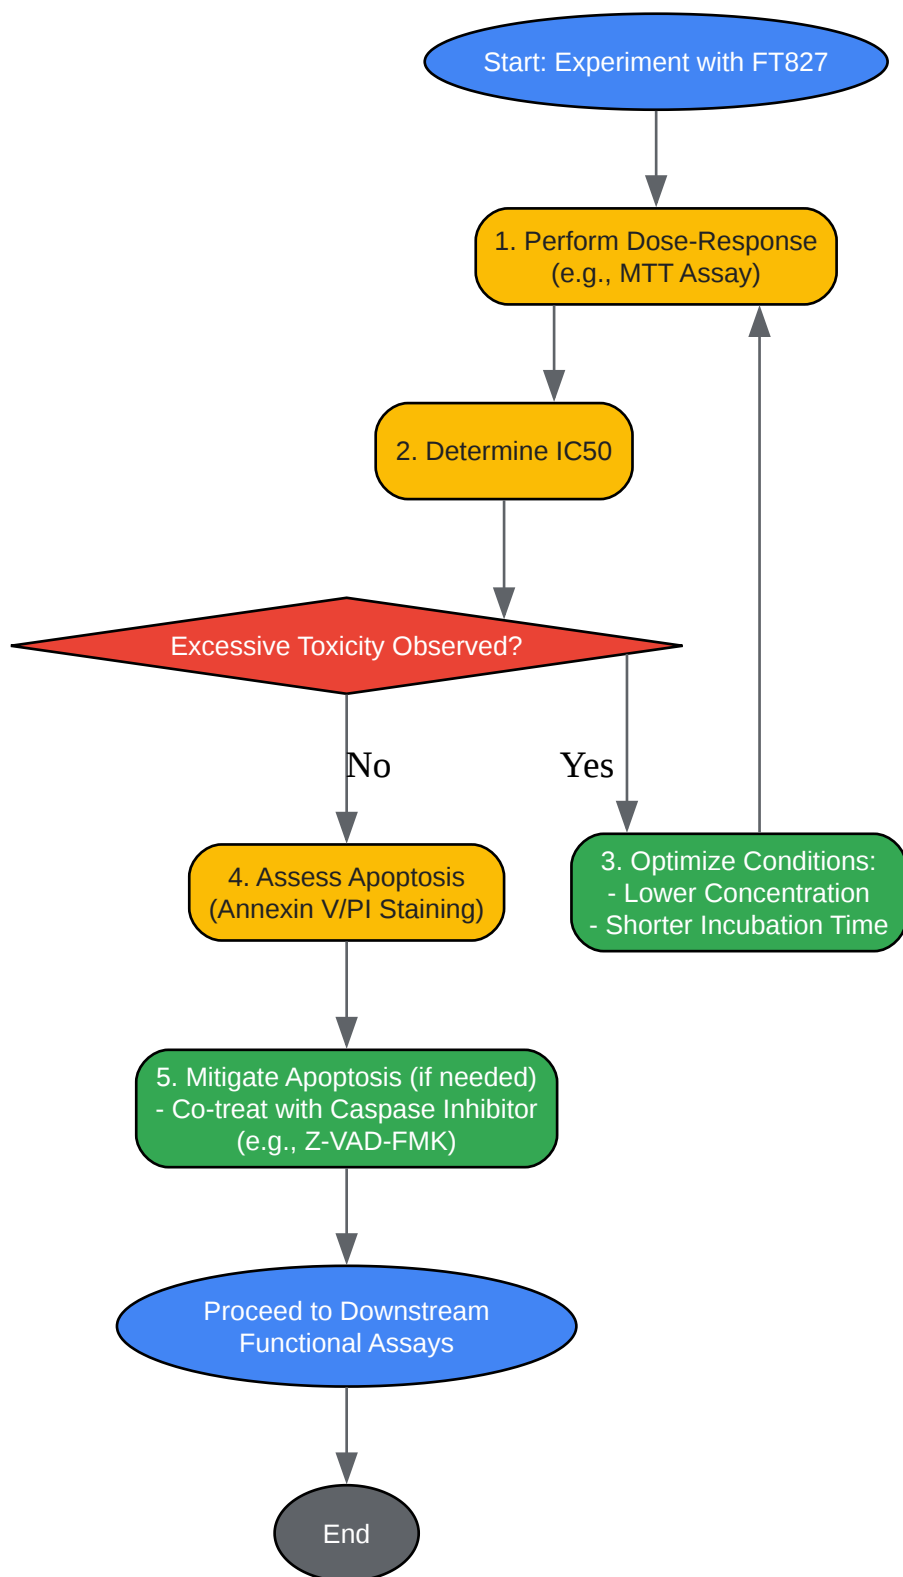 Start: Experiment with FT827
1. Perform Dose-Response
(e.g., MTT Assay)
2. Determine IC50
Excessive Toxicity Observed?
No
Yes
3. Optimize Conditions:
- Lower Concentration
- Shorter Incubation Time
4. Assess Apoptosis
(Annexin V/PI Staining)
5. Mitigate Apoptosis (if needed)
- Co-treat with Caspase Inhibitor
(e.g., Z-VAD-FMK)
Proceed to Downstream
Functional Assays
End